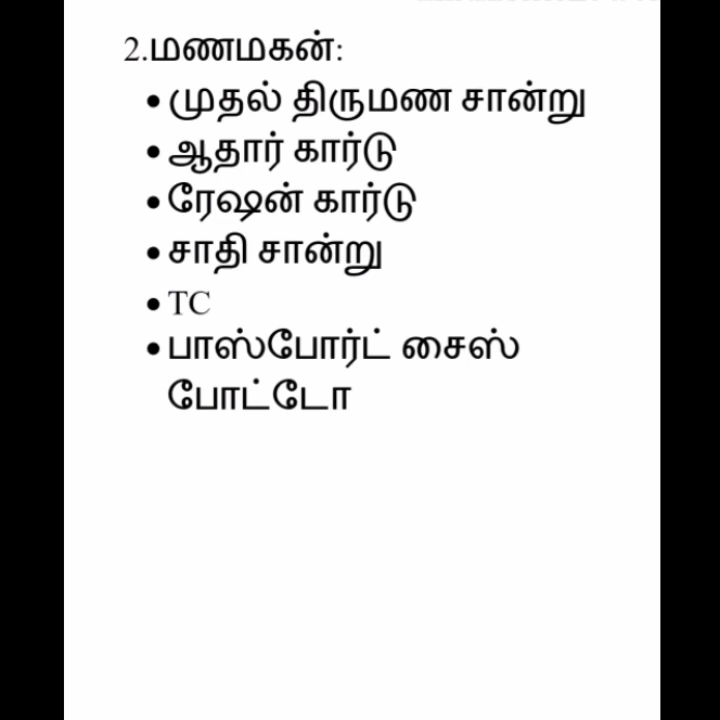 2.மணமகன்:
• முதல் திருமண சான்று
• ஆதார் கார்டு
• ரேஷன் கார்டு
• சாதி சான்று
• TC
• பாஸ்போர்ட் சைஸ்
போட்டோ